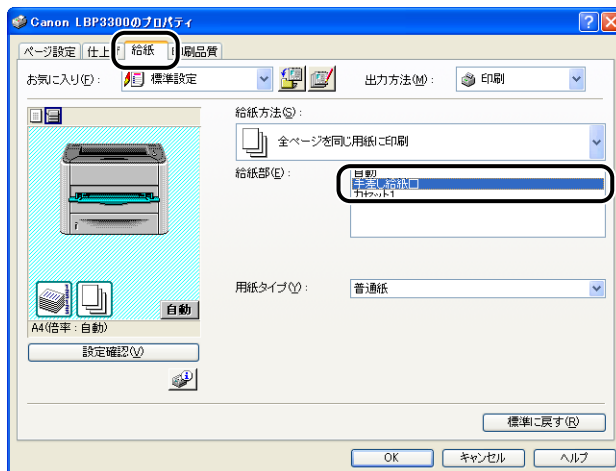 Canon LBP3300のプロパティ
ページ設定 仕上げ 給紙 印刷品質
お気に入り(F): 標準設定 出力方法(M): 印刷
給紙方法(S):
全ページを同じ用紙に印刷
給紙部(E): 自動
手差し給紙口
カセット1
用紙タイプ(Y): 普通紙
自動
A4(倍率:自動)
設定確認(V)
標準に戻す(R)
OK キャンセル ヘルプ